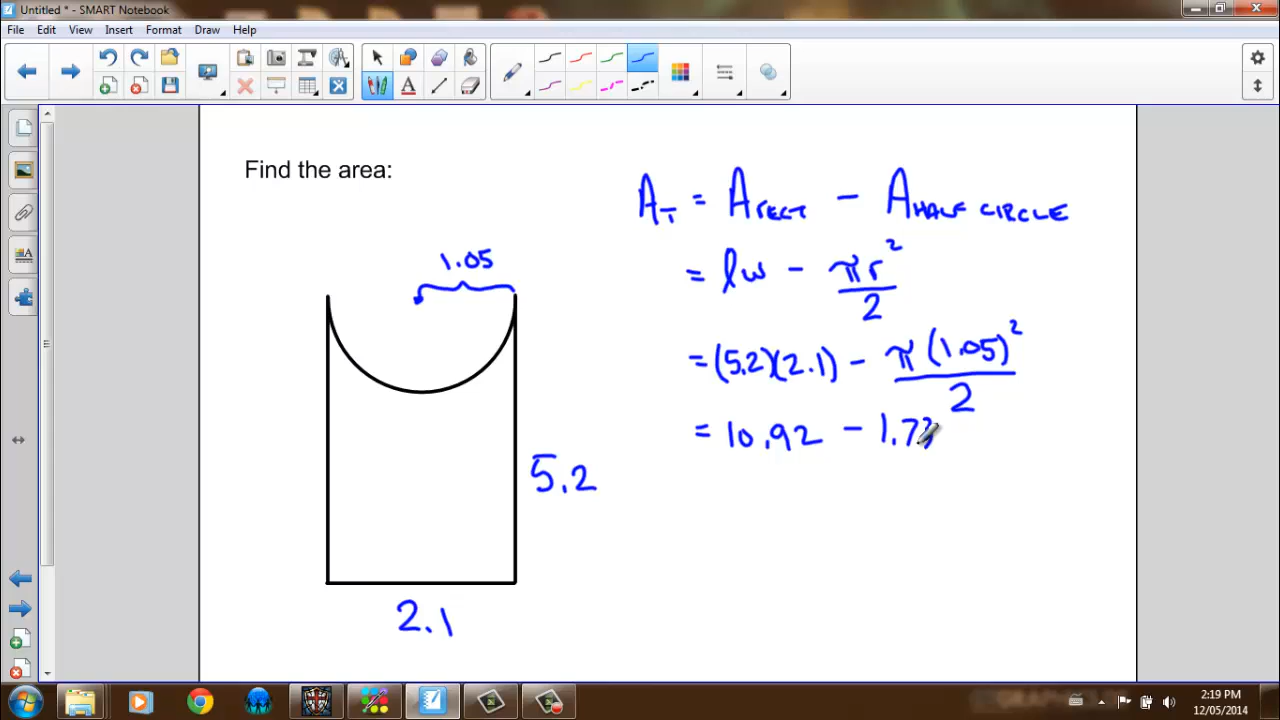 Untitled * - SMART Notebook
File Edit View Insert Format Draw Help
Find the area:
A_T = A_RECT - A_HALF CIRCLE
= lw - πr²/2
1.05
= (5.2)(2.1) - π(1.05)²/2
= 10.92 - 1.73
5.2
2.1
2:19 PM
12/05/2014